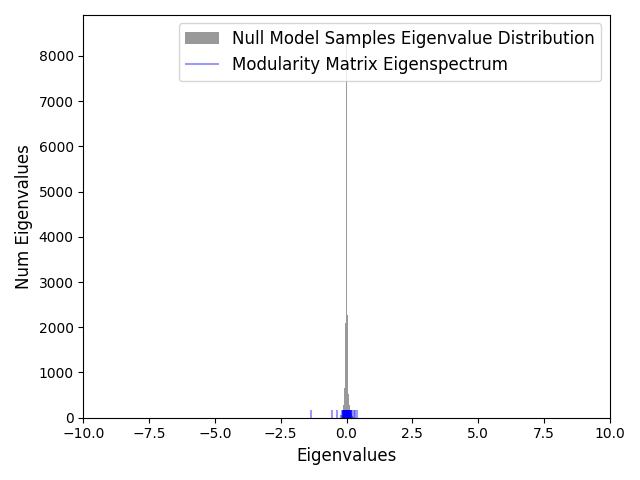 Null Model Samples Eigenvalue Distribution
Modularity Matrix Eigenspectrum
8000
7000
6000
5000
4000
3000
2000
1000
0
Num Eigenvalues
−10.0 −7.5 −5.0 −2.5 0.0 2.5 5.0 7.5 10.0
Eigenvalues